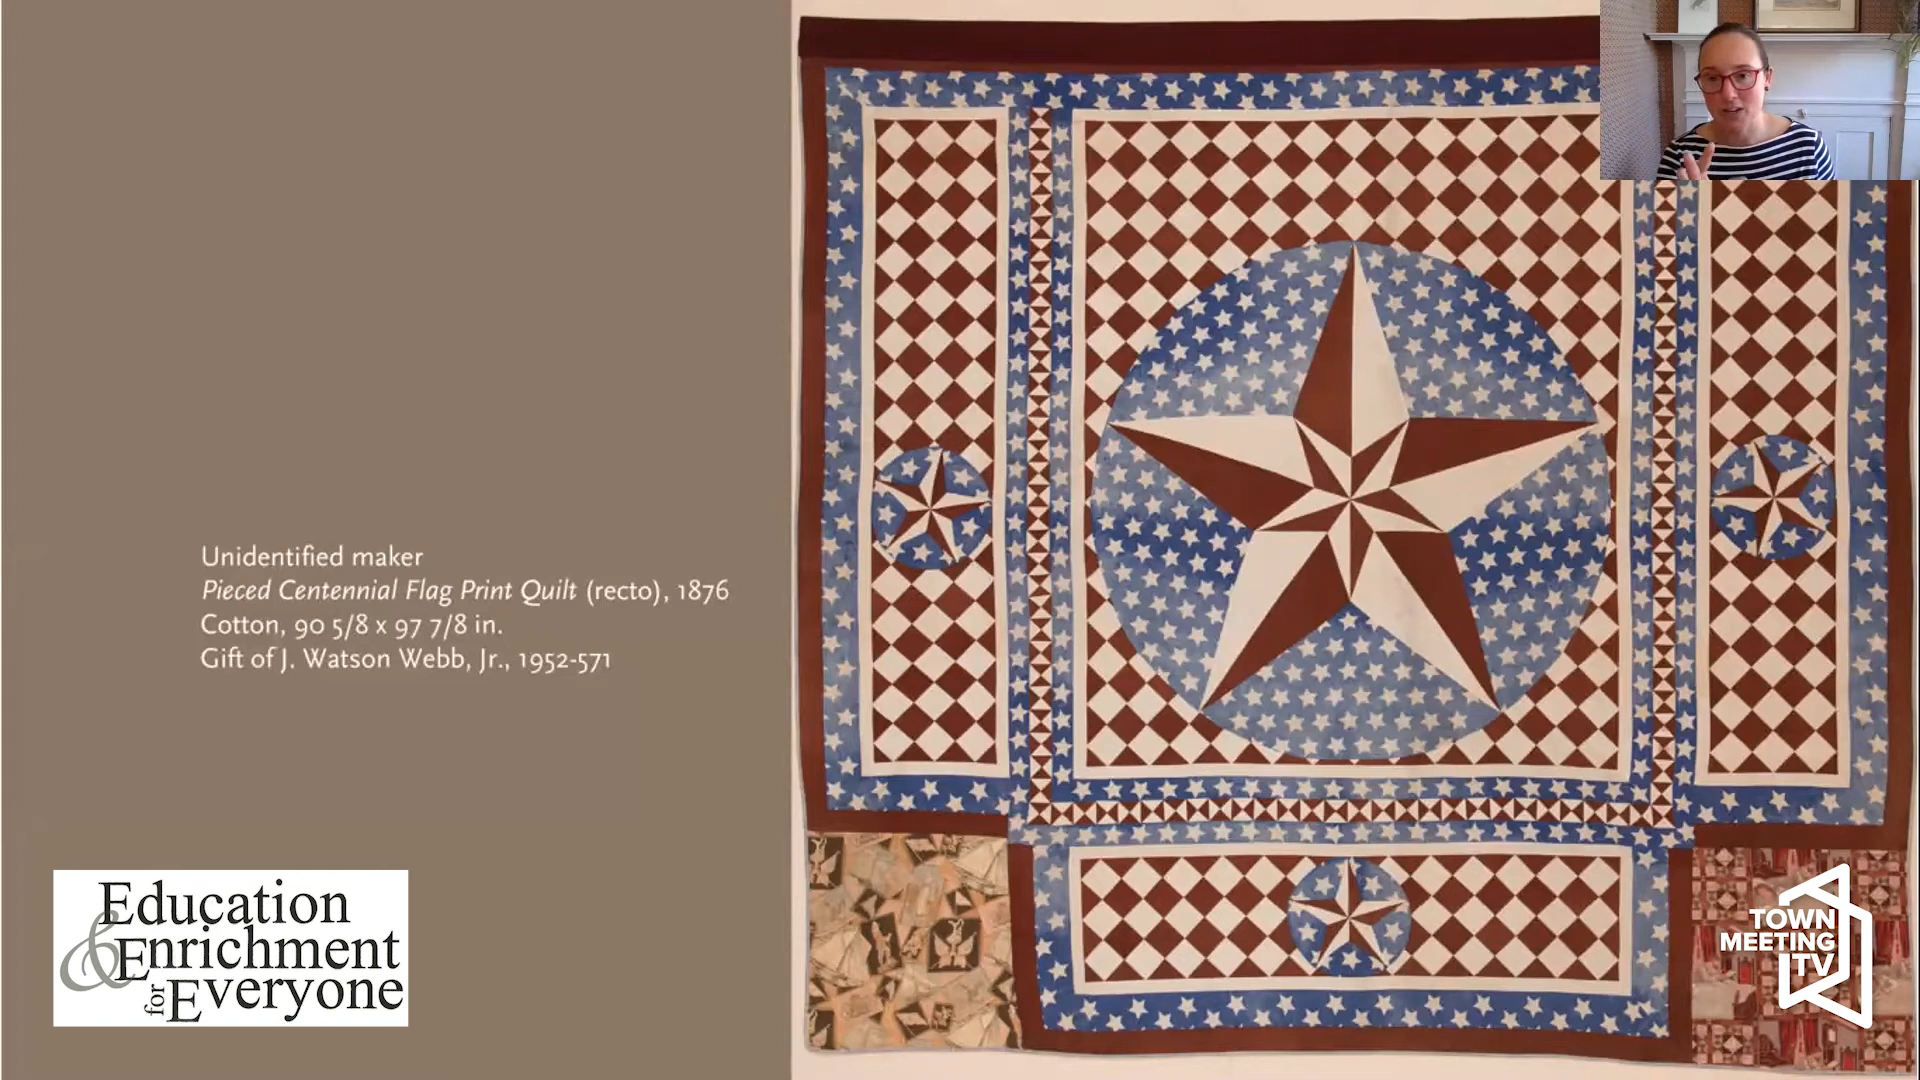 Unidentified maker
Pieced Centennial Flag Print Quilt (recto), 1876
Cotton, 90 5/8 x 97 7/8 in.
Gift of J. Watson Webb, Jr., 1952-571
Education
& Enrichment
for Everyone
TOWN
MEETING
TV